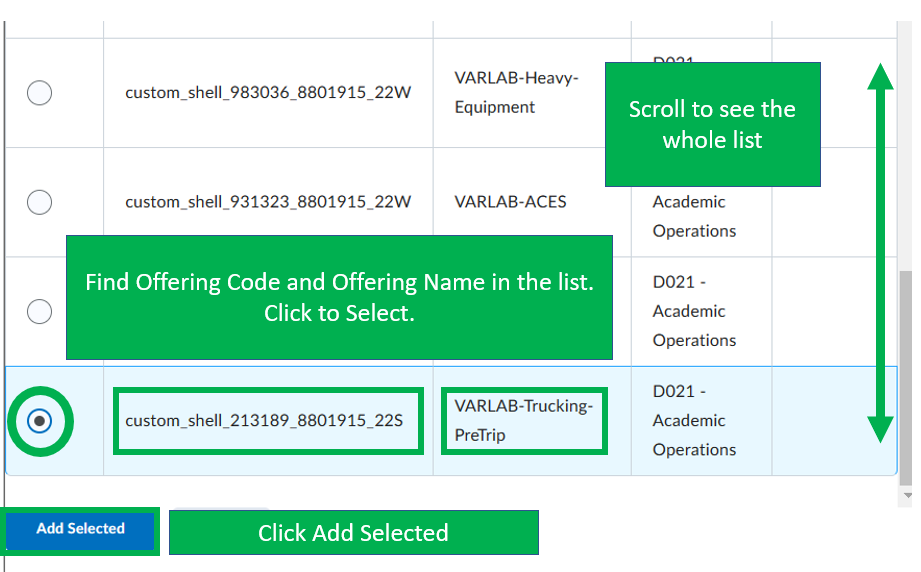 D021
VARLAB-Heavy-
custom_shell_983036_8801915_22W
Equipment
Scroll to see the
whole list
custom_shell_931323_8801915_22W
VARLAB-ACES
Academic
Operations
Find Offering Code and Offering Name in the list.
Click to Select.
D021 -
Academic
Operations
custom_shell_213189_8801915_22S
VARLAB-Trucking-
PreTrip
D021 -
Academic
Operations
Add Selected
Click Add Selected